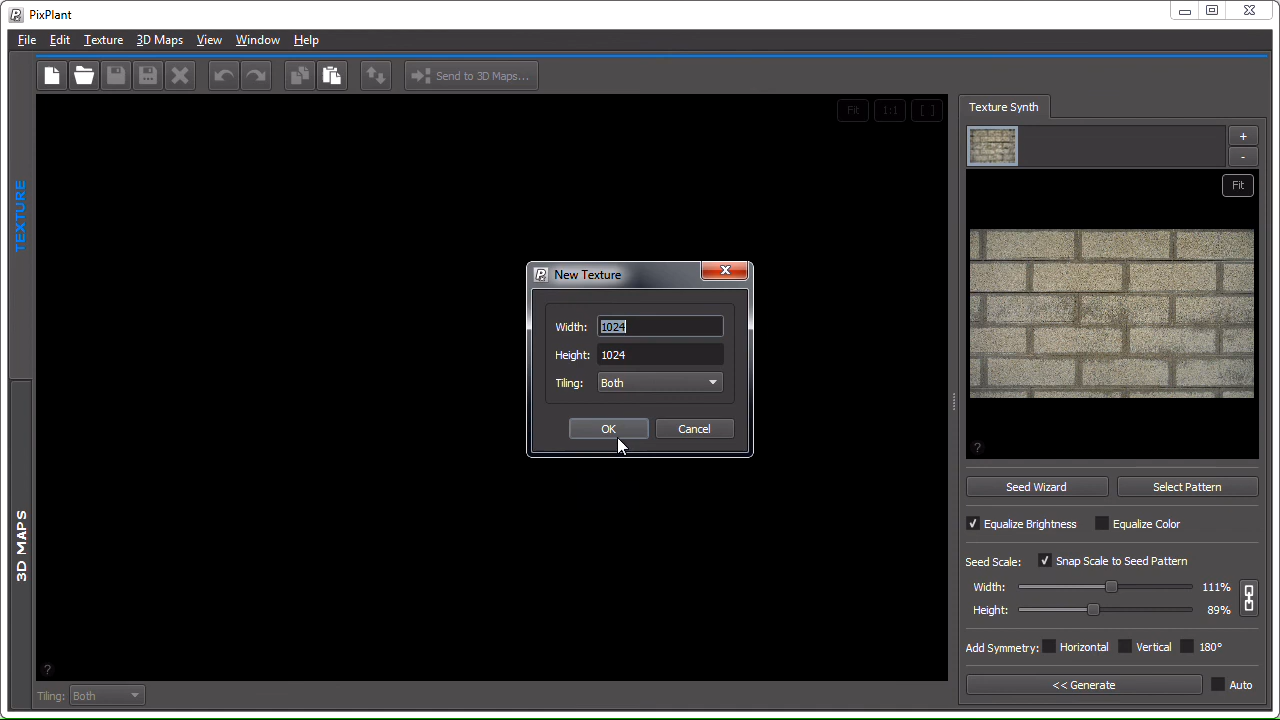 PixPlant
File Edit Texture 3D Maps View Window Help
Send to 3D Maps...
TEXTURE
3D MAPS
Fit 1:1 [ ]
Texture Synth
+
-
Fit
New Texture
Width: 1024
Height: 1024
Tiling: Both
OK Cancel
?
Seed Wizard Select Pattern
Equalize Brightness Equalize Color
Seed Scale: Snap Scale to Seed Pattern
Width: 111%
Height: 89%
Add Symmetry: Horizontal Vertical 180°
<< Generate Auto
?
Tiling: Both